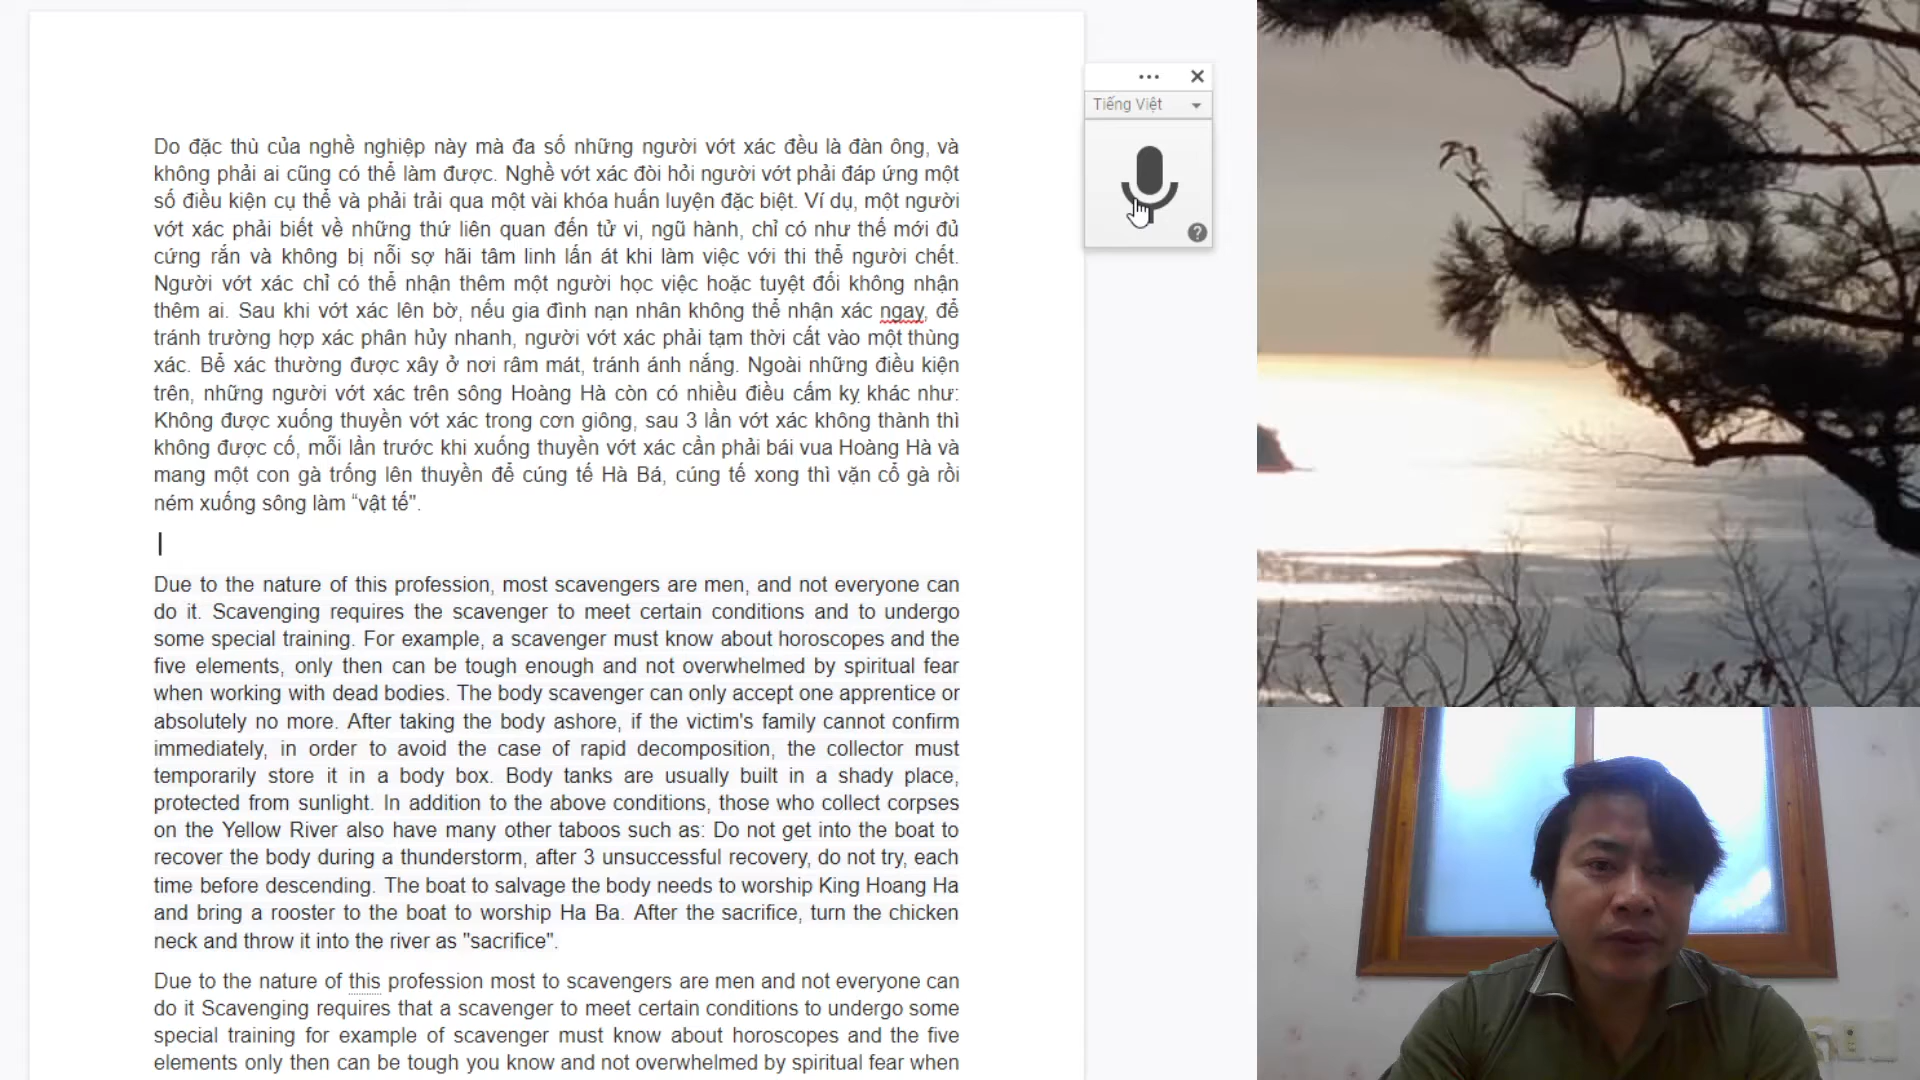 Do đặc thù của nghề nghiệp này mà đa số những người vớt xác đều là đàn ông, và
không phải ai cũng có thể làm được. Nghề vớt xác đòi hỏi người vớt phải đáp ứng một
số điều kiện cụ thể và phải trải qua một vài khóa huấn luyện đặc biệt. Ví dụ, một người
vớt xác phải biết về những thứ liên quan đến tử vi, ngũ hành, chỉ có như thế mới đủ
cứng rắn và không bị nỗi sợ hãi tâm linh lấn át khi làm việc với thi thể người chết.
Người vớt xác chỉ có thể nhận thêm một người học việc hoặc tuyệt đối không nhận
thêm ai. Sau khi vớt xác lên bờ, nếu gia đình nạn nhân không thể nhận xác ngay, để
tránh trường hợp xác phân hủy nhanh, người vớt xác phải tạm thời cất vào một thùng
xác. Bể xác thường được xây ở nơi râm mát, tránh ánh nắng. Ngoài những điều kiện
trên, những người vớt xác trên sông Hoàng Hà còn có nhiều điều cấm kỵ khác như:
Không được xuống thuyền vớt xác trong cơn giông, sau 3 lần vớt xác không thành thì
không được cố, mỗi lần trước khi xuống thuyền vớt xác cần phải bái vua Hoàng Hà và
mang một con gà trống lên thuyền để cúng tế Hà Bá, cúng tế xong thì vặn cổ gà rồi
ném xuống sông làm “vật tế".
Due to the nature of this profession, most scavengers are men, and not everyone can
do it. Scavenging requires the scavenger to meet certain conditions and to undergo
some special training. For example, a scavenger must know about horoscopes and the
five elements, only then can be tough enough and not overwhelmed by spiritual fear
when working with dead bodies. The body scavenger can only accept one apprentice or
absolutely no more. After taking the body ashore, if the victim's family cannot confirm
immediately, in order to avoid the case of rapid decomposition, the collector must
temporarily store it in a body box. Body tanks are usually built in a shady place,
protected from sunlight. In addition to the above conditions, those who collect corpses
on the Yellow River also have many other taboos such as: Do not get into the boat to
recover the body during a thunderstorm, after 3 unsuccessful recovery, do not try, each
time before descending. The boat to salvage the body needs to worship King Hoang Ha
and bring a rooster to the boat to worship Ha Ba. After the sacrifice, turn the chicken
neck and throw it into the river as "sacrifice".
Due to the nature of this profession most to scavengers are men and not everyone can
do it Scavenging requires that a scavenger to meet certain conditions to undergo some
special training for example of scavenger must know about horoscopes and the five
elements only then can be tough you know and not overwhelmed by spiritual fear when
Tiếng Việt